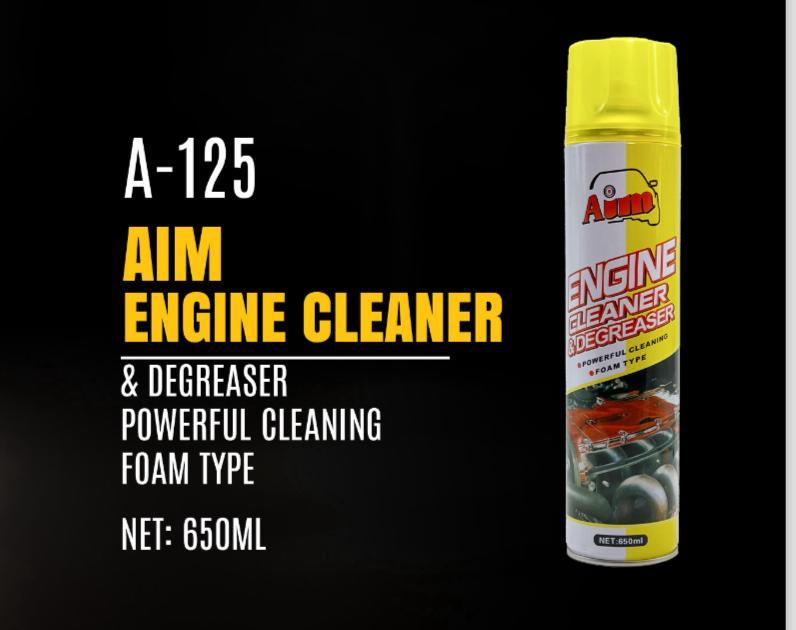 A-125
AIM
ENGINE CLEANER
& DEGREASER
POWERFUL CLEANING
FOAM TYPE
NET: 650ML
Aim
ENGINE
CLEANER
& DEGREASER
POWERFUL CLEANING
FOAM TYPE
NET:650ml